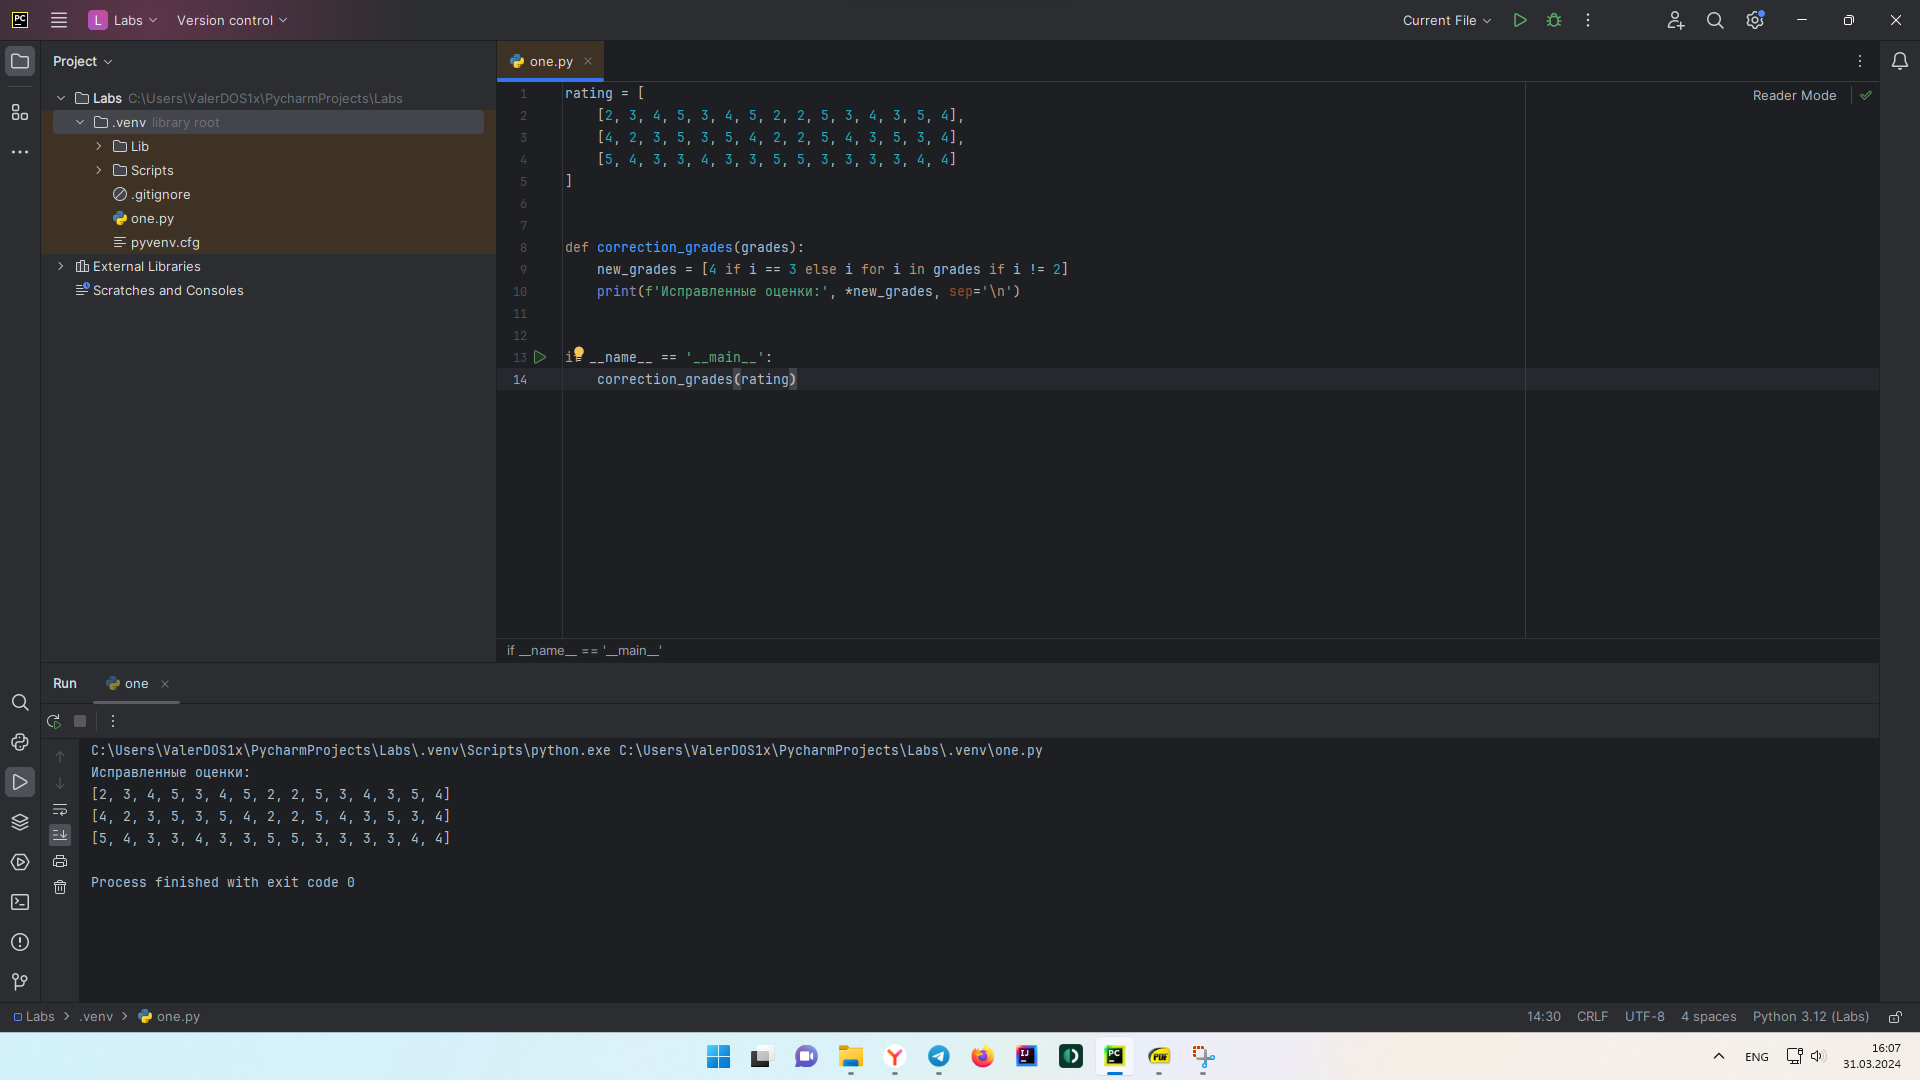 PC
L Labs
Version control
Current File
Project
one.py
Labs C:\Users\ValerDOS1x\PycharmProjects\Labs
.venv library root
Lib
Scripts
.gitignore
one.py
pyvenv.cfg
External Libraries
Scratches and Consoles
Reader Mode
1 rating = [
2 [2, 3, 4, 5, 3, 4, 5, 2, 2, 5, 3, 4, 3, 5, 4],
3 [4, 2, 3, 5, 3, 5, 4, 2, 2, 5, 4, 3, 5, 3, 4],
4 [5, 4, 3, 3, 4, 3, 3, 5, 5, 3, 3, 3, 3, 4, 4]
5 ]
6
7
8 def correction_grades(grades):
9 new_grades = [4 if i == 3 else i for i in grades if i != 2]
10 print(f'Исправленные оценки:', *new_grades, sep='\n')
11
12
13 i __name__ == '__main__':
14 correction_grades(rating)
if __name__ == '__main__'
Run
one
C:\Users\ValerDOS1x\PycharmProjects\Labs\.venv\Scripts\python.exe C:\Users\ValerDOS1x\PycharmProjects\Labs\.venv\one.py
Исправленные оценки:
[2, 3, 4, 5, 3, 4, 5, 2, 2, 5, 3, 4, 3, 5, 4]
[4, 2, 3, 5, 3, 5, 4, 2, 2, 5, 4, 3, 5, 3, 4]
[5, 4, 3, 3, 4, 3, 3, 5, 5, 3, 3, 3, 3, 4, 4]
Process finished with exit code 0
Labs > .venv > one.py
14:30 CRLF UTF-8 4 spaces Python 3.12 (Labs)
IJ
PC
PDF
ENG
16:07
31.03.2024